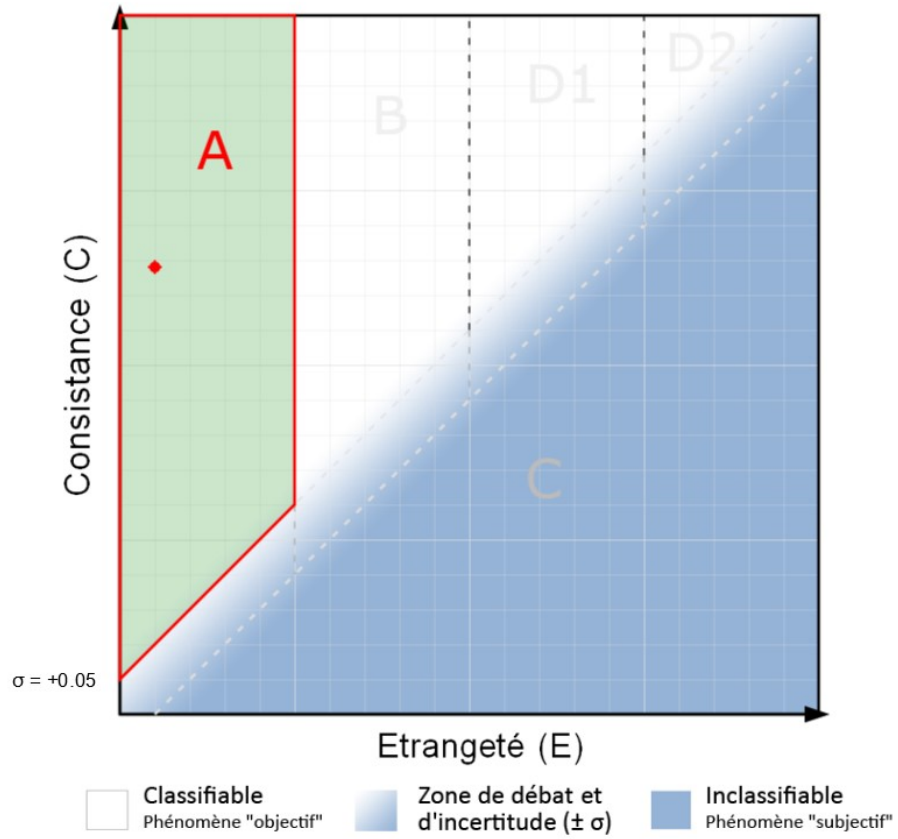 D2
D1
B
A
Consistance (C)
C
σ = +0.05
Etrangeté (E)
Classifiable
Phénomène "objectif"
Zone de débat et
d'incertitude (± σ)
Inclassifiable
Phénomène "subjectif"